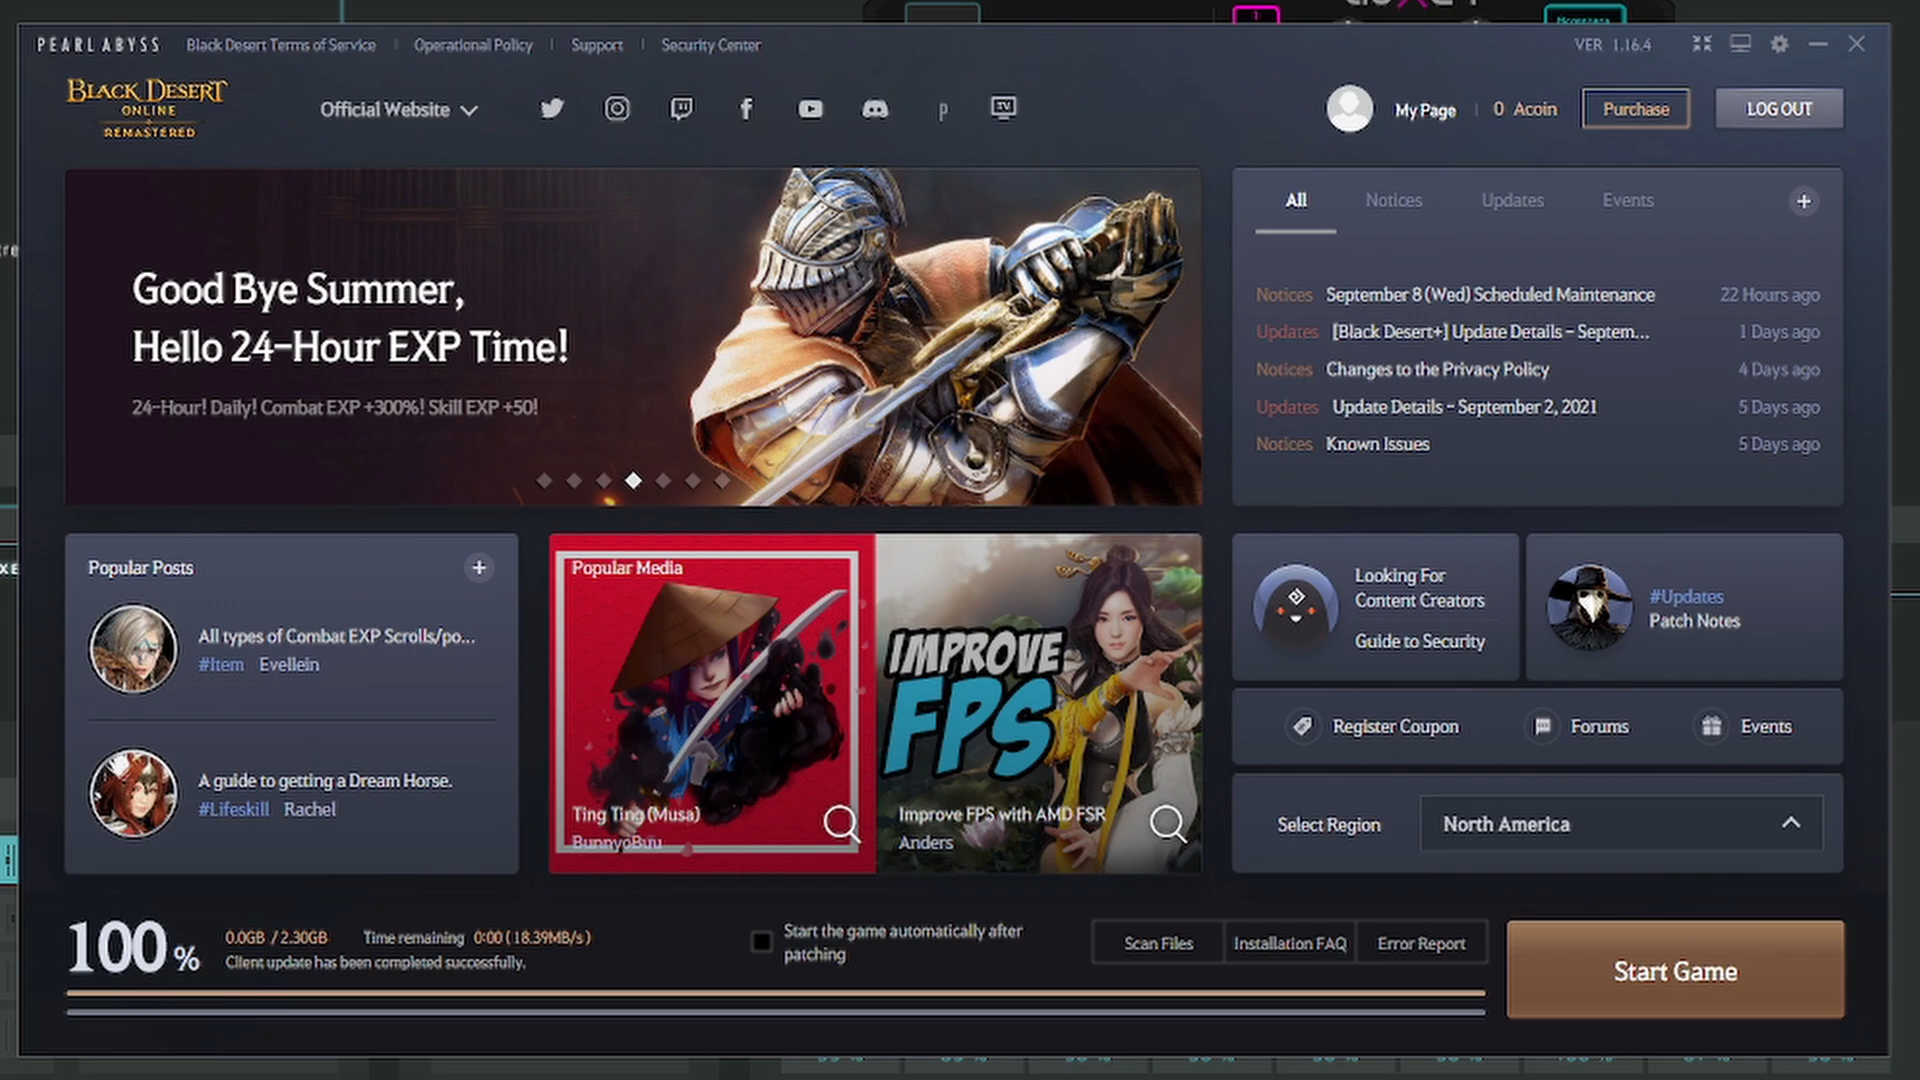 PEARL ABYSS
Black Desert Terms of Service
Operational Policy
Support
Security Center
VER 1.16.4
BLACK DESERT
ONLINE
REMASTERED
Official Website
p
TV
My Page
0 Acoin
Purchase
LOG OUT
Good Bye Summer,
Hello 24-Hour EXP Time!
24-Hour! Daily! Combat EXP +300%! Skill EXP +50!
All
Notices
Updates
Events
+
Notices September 8 (Wed) Scheduled Maintenance 22 Hours ago
Updates [Black Desert+] Update Details - Septem... 1 Days ago
Notices Changes to the Privacy Policy 4 Days ago
Updates Update Details - September 2, 2021 5 Days ago
Notices Known Issues 5 Days ago
Popular Posts
+
All types of Combat EXP Scrolls/po...
#Item Evellein
A guide to getting a Dream Horse.
#Lifeskill Rachel
Popular Media
Ting Ting (Musa)
BunnyoBuu
IMPROVE
FPS
Improve FPS with AMD FSR
Anders
Looking For
Content Creators
Guide to Security
#Updates
Patch Notes
Register Coupon
Forums
Events
Select Region
North America
100 %
0.0GB / 2.30GB
Time remaining 0:00 ( 18.39MB/s )
Client update has been completed successfully.
Start the game automatically after
patching
Scan Files
Installation FAQ
Error Report
Start Game